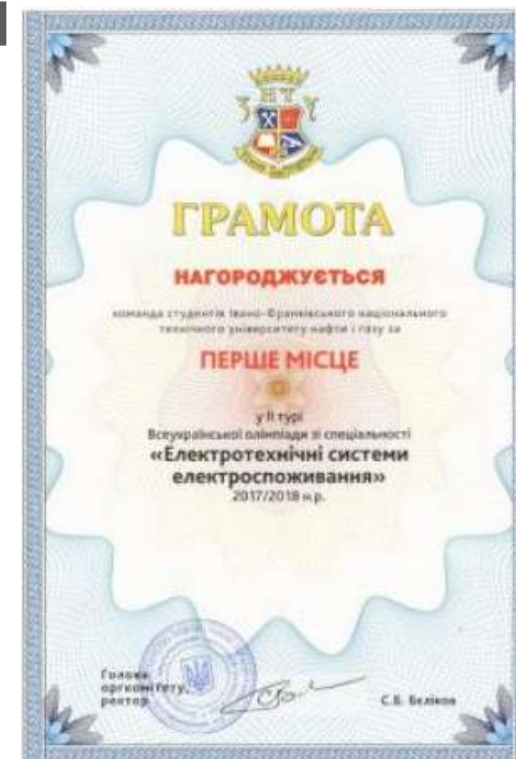 З Н Т У
ГРАМОТА
НАГОРОДЖУЄТЬСЯ
команда студентів Івано-Франківського національного
технічного університету нафти і газу за
ПЕРШЕ МІСЦЕ
у ІІ турі
Всеукраїнської олімпіади зі спеціальності
«Електротехнічні системи
електроспоживання»
2017/2018 н.р.
Голова
оргкомітету,
ректор
С.Б. Бєліков